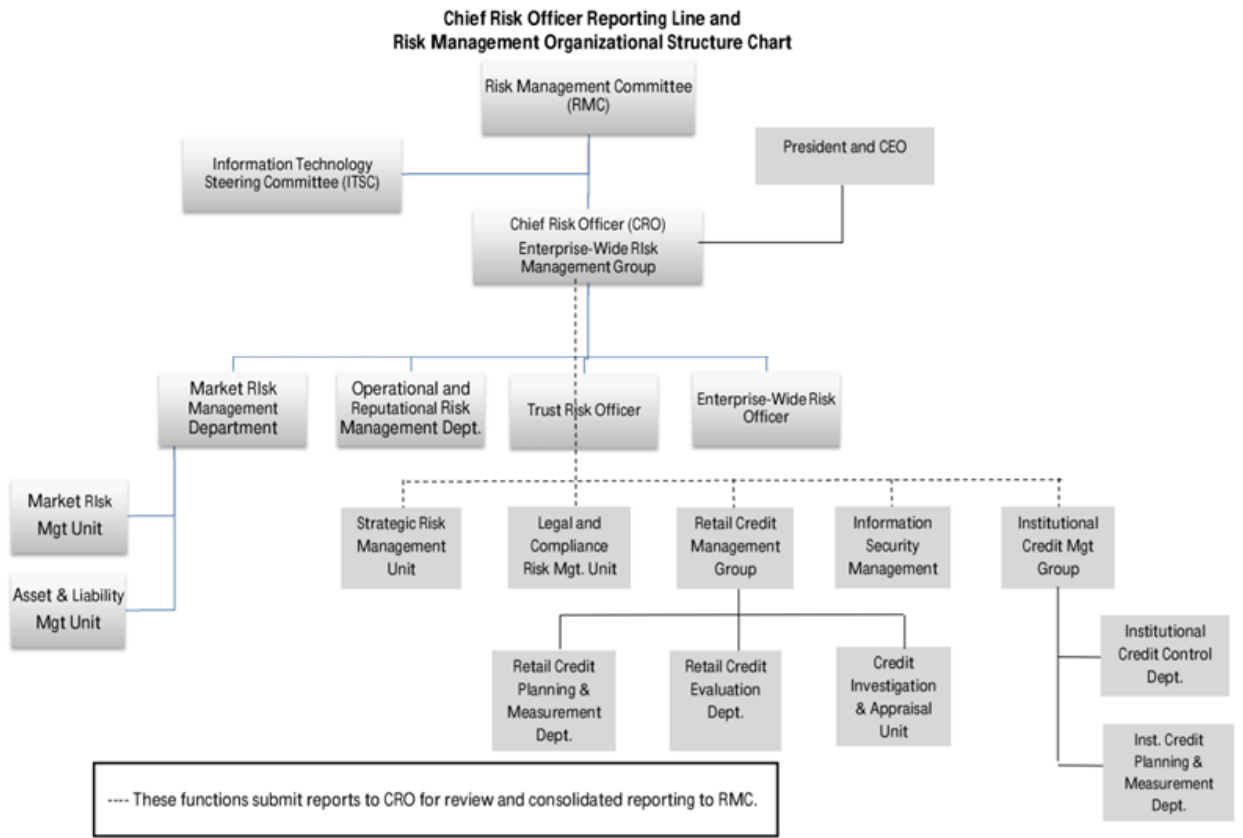 Chief Risk Officer Reporting Line and
Risk Management Organizational Structure Chart
Risk Management Committee
(RMC)
President and CEO
Information Technology
Steering Committee (ITSC)
Chief Risk Officer (CRO)
Enterprise-Wide RIsk
Management Group
Market RIsk
Management
Department
Operational and
Reputational Risk
Management Dept.
Trust Risk Officer
Enterprise-Wide Risk
Officer
Market RIsk
Mgt Unit
Asset & Liability
Mgt Unit
Strategic Risk
Management
Unit
Legal and
Compliance
Risk Mgt. Unit
Retail Credit
Management
Group
Information
Security
Management
Institutional
Credit Mgt
Group
Retail Credit
Planning &
Measurement
Dept.
Retail Credit
Evaluation
Dept.
Credit
Investigation
& Appraisal
Unit
Institutional
Credit Control
Dept.
Inst. Credit
Planning &
Measurement
Dept.
---- These functions submit reports to CRO for review and consolidated reporting to RMC.